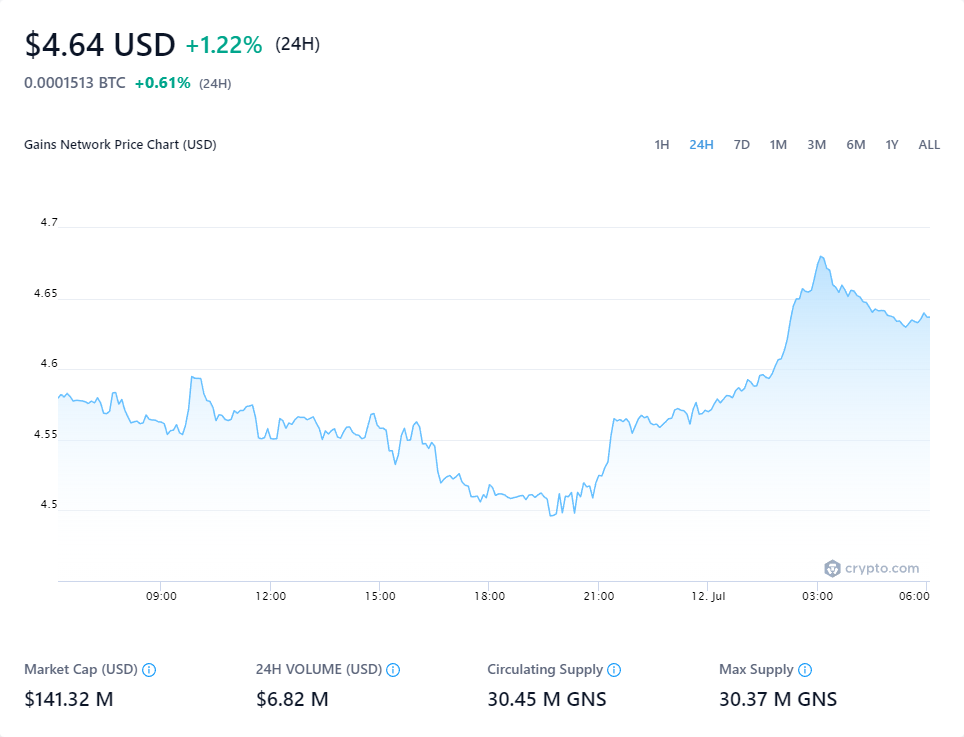 $4.64 USD +1.22% (24H)
0.0001513 BTC +0.61% (24H)
Gains Network Price Chart (USD)
1H 24H 7D 1M 3M 6M 1Y ALL
4.7
4.65
4.6
4.55
4.5
crypto.com
09:00 12:00 15:00 18:00 21:00 12. Jul 03:00 06:00
Market Cap (USD) 24H VOLUME (USD) Circulating Supply Max Supply
$141.32 M $6.82 M 30.45 M GNS 30.37 M GNS